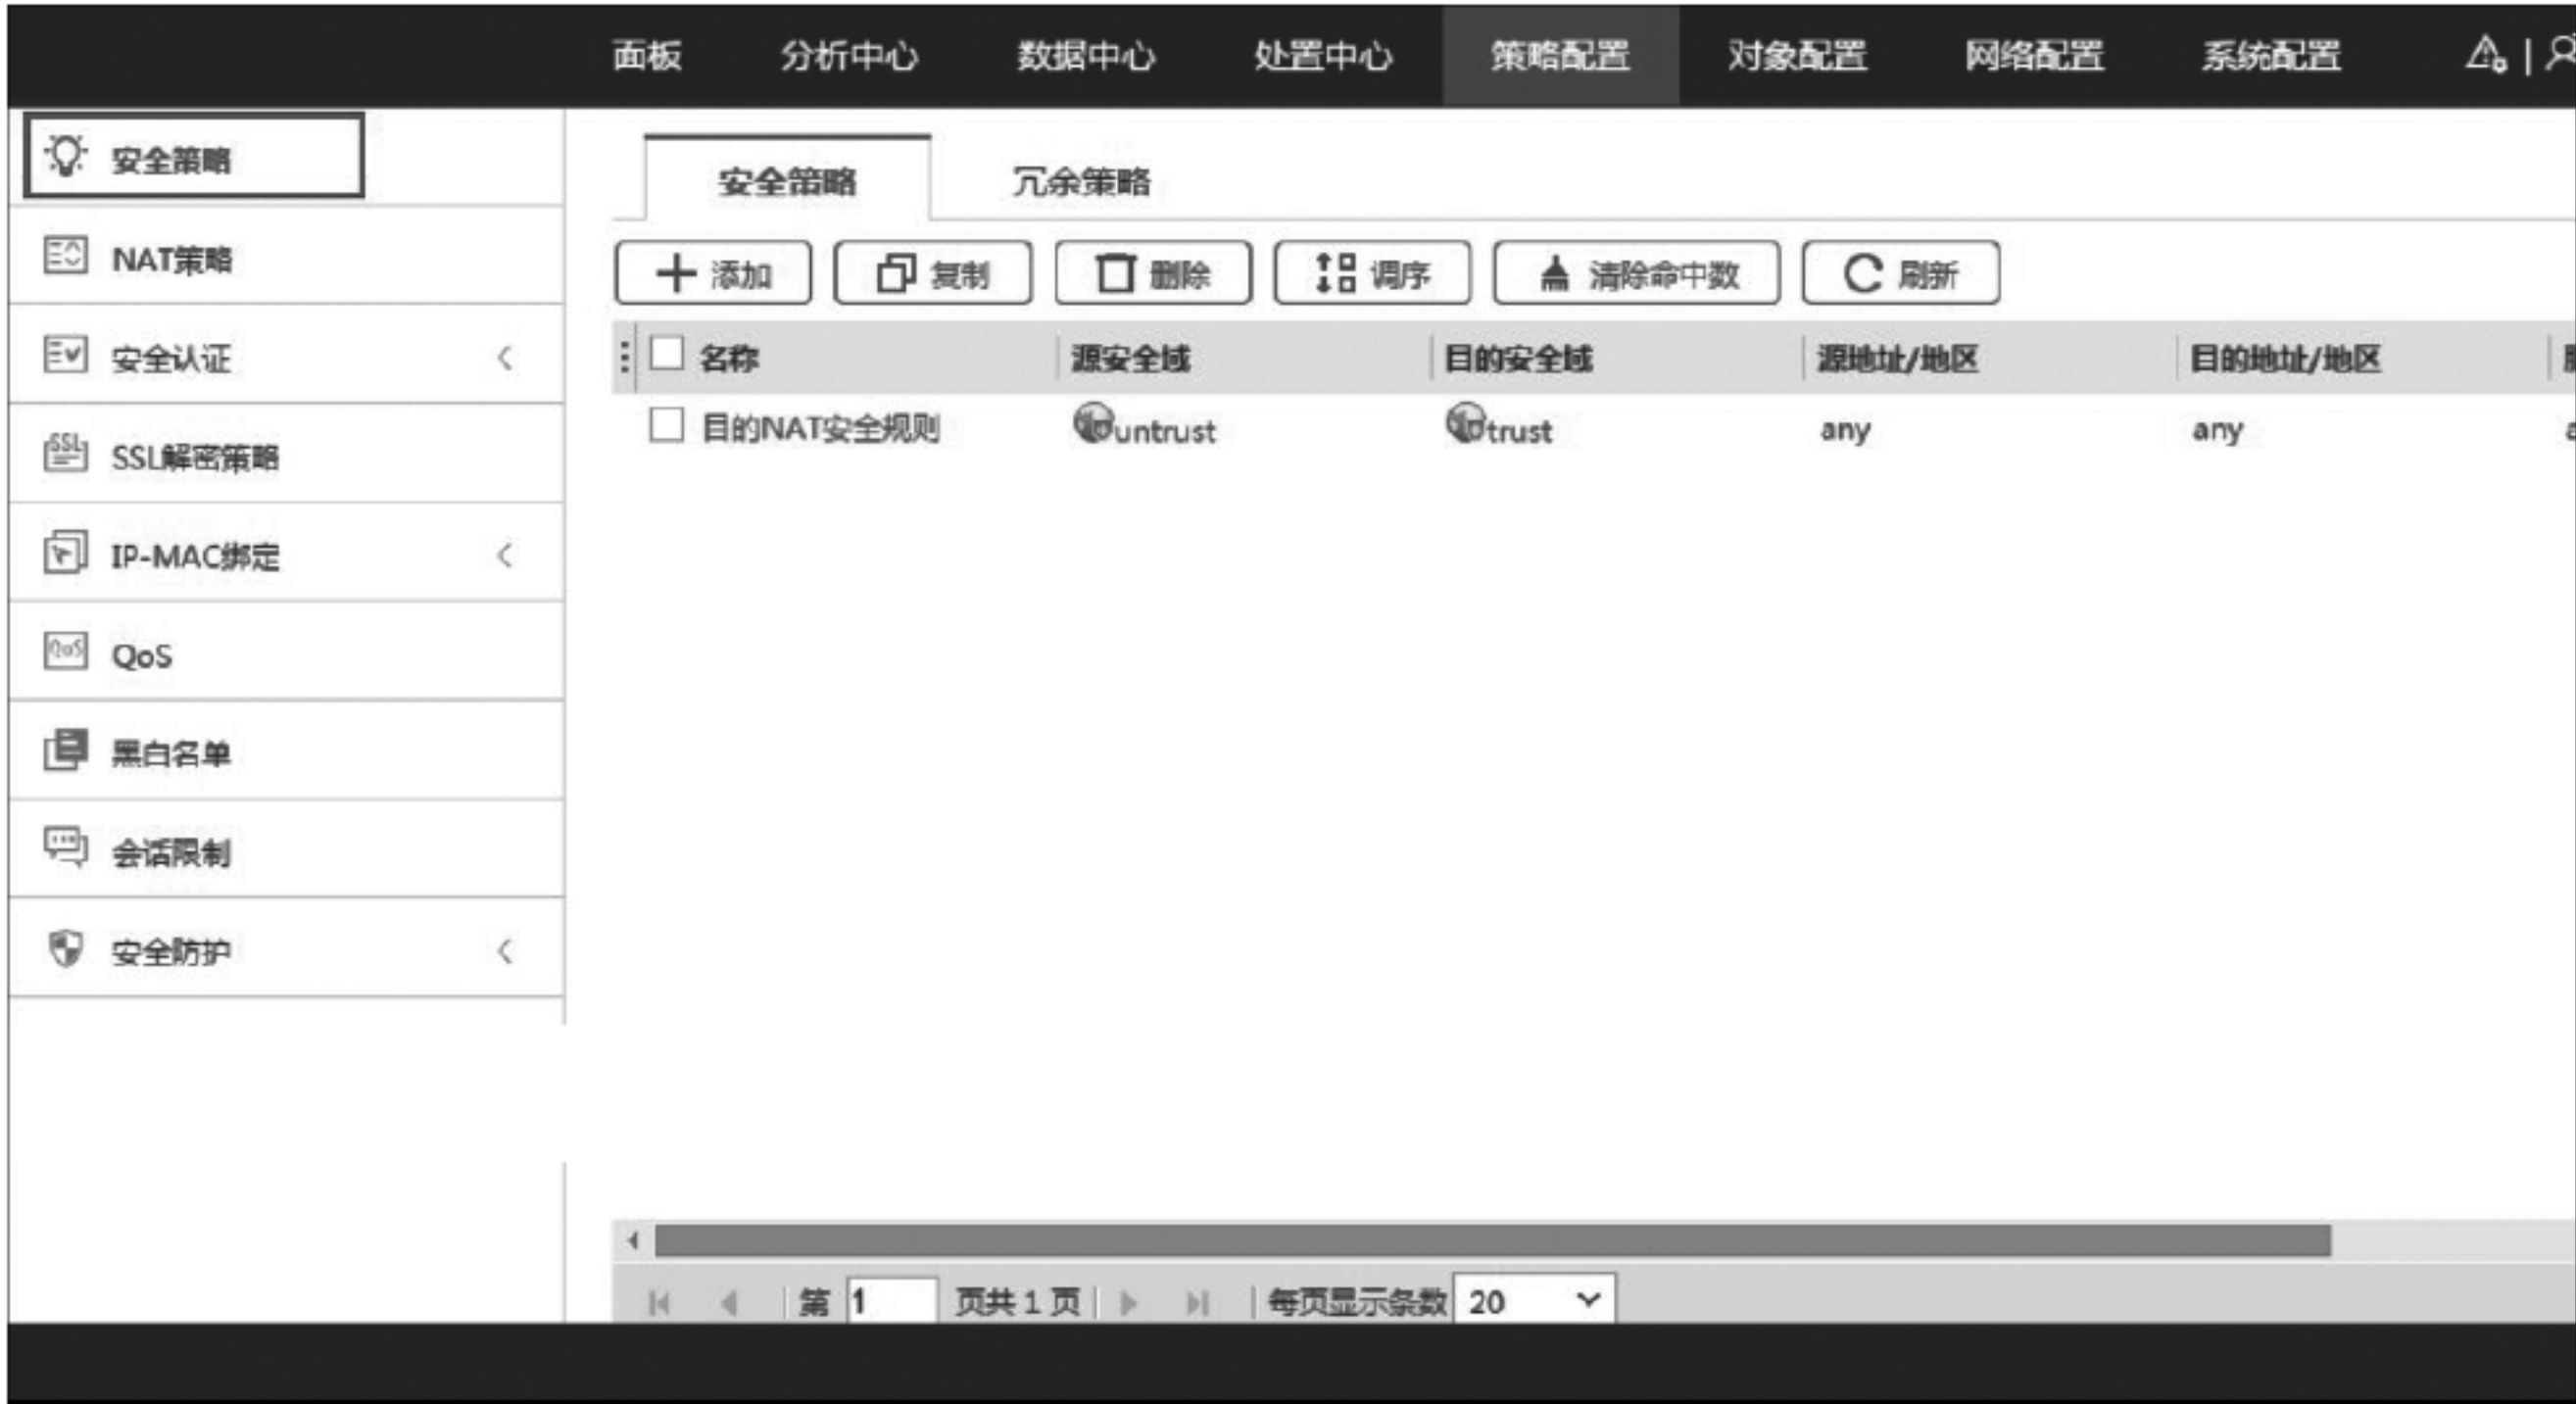 面板 分析中心 数据中心 处置中心 策略配置 对象配置 网络配置 系统配置
安全策略
NAT策略
安全认证
SSL解密策略
IP-MAC绑定
QoS
黑白名单
会话限制
安全防护
安全策略 冗余策略
添加 复制 删除 调序 清除命中数 刷新
名称 源安全域 目的安全域 源地址/地区 目的地址/地区
目的NAT安全规则 untrust trust any any
第 1 页共 1 页 每页显示条数 20